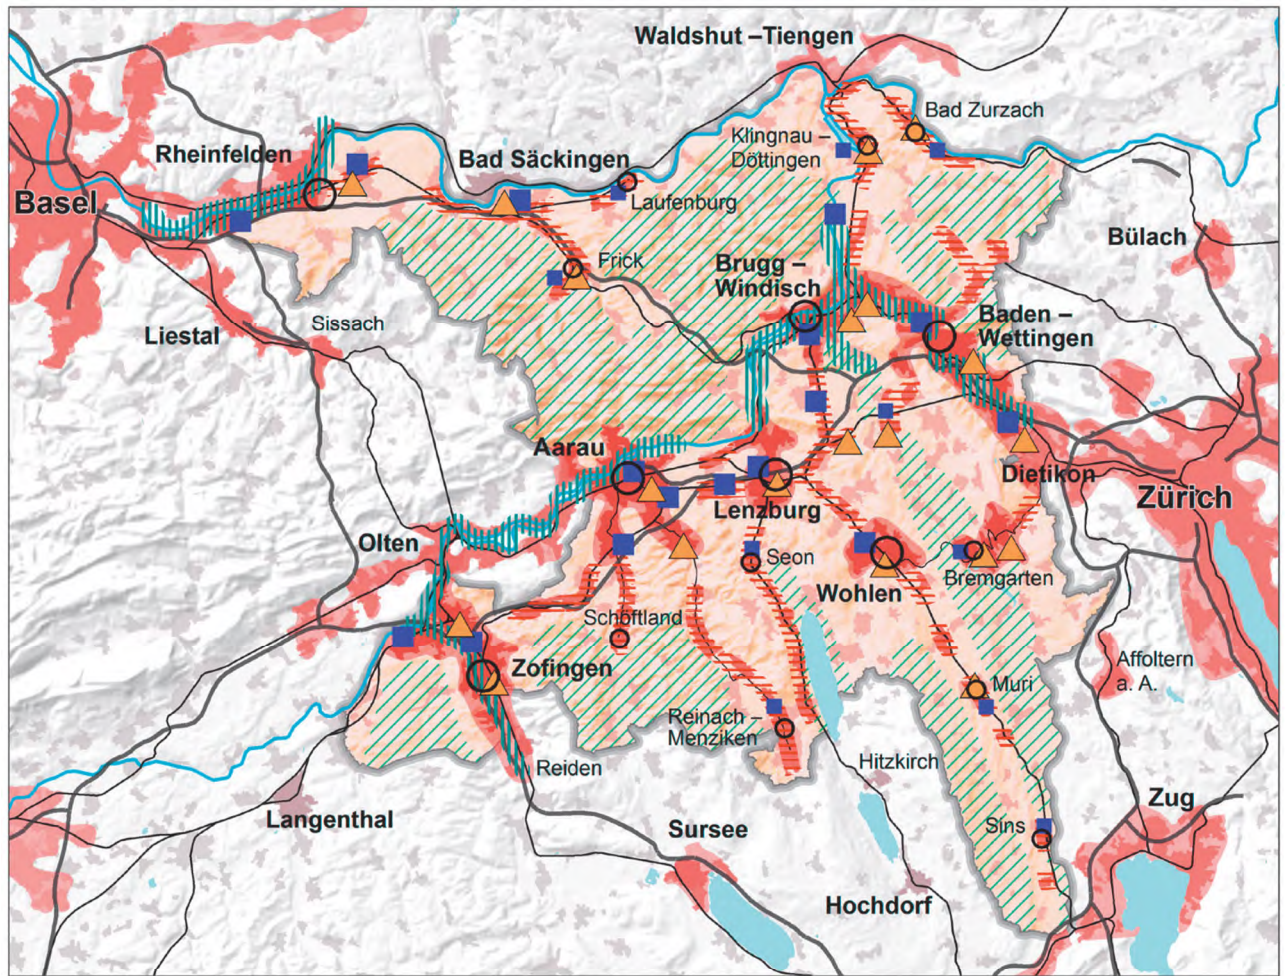 Waldshut –Tiengen
Bad Zurzach
Klingnau –
Döttingen
Rheinfelden
Bad Säckingen
Basel
Laufenburg
Bülach
Frick
Brugg –
Windisch
Baden –
Wettingen
Sissach
Liestal
Aarau
Dietikon
Zürich
Lenzburg
Olten
Seon
Bremgarten
Wohlen
Schöftland
Zofingen
Affoltern
a. A.
Muri
Reinach –
Menziken
Reiden
Hitzkirch
Zug
Langenthal
Sursee
Sins
Hochdorf